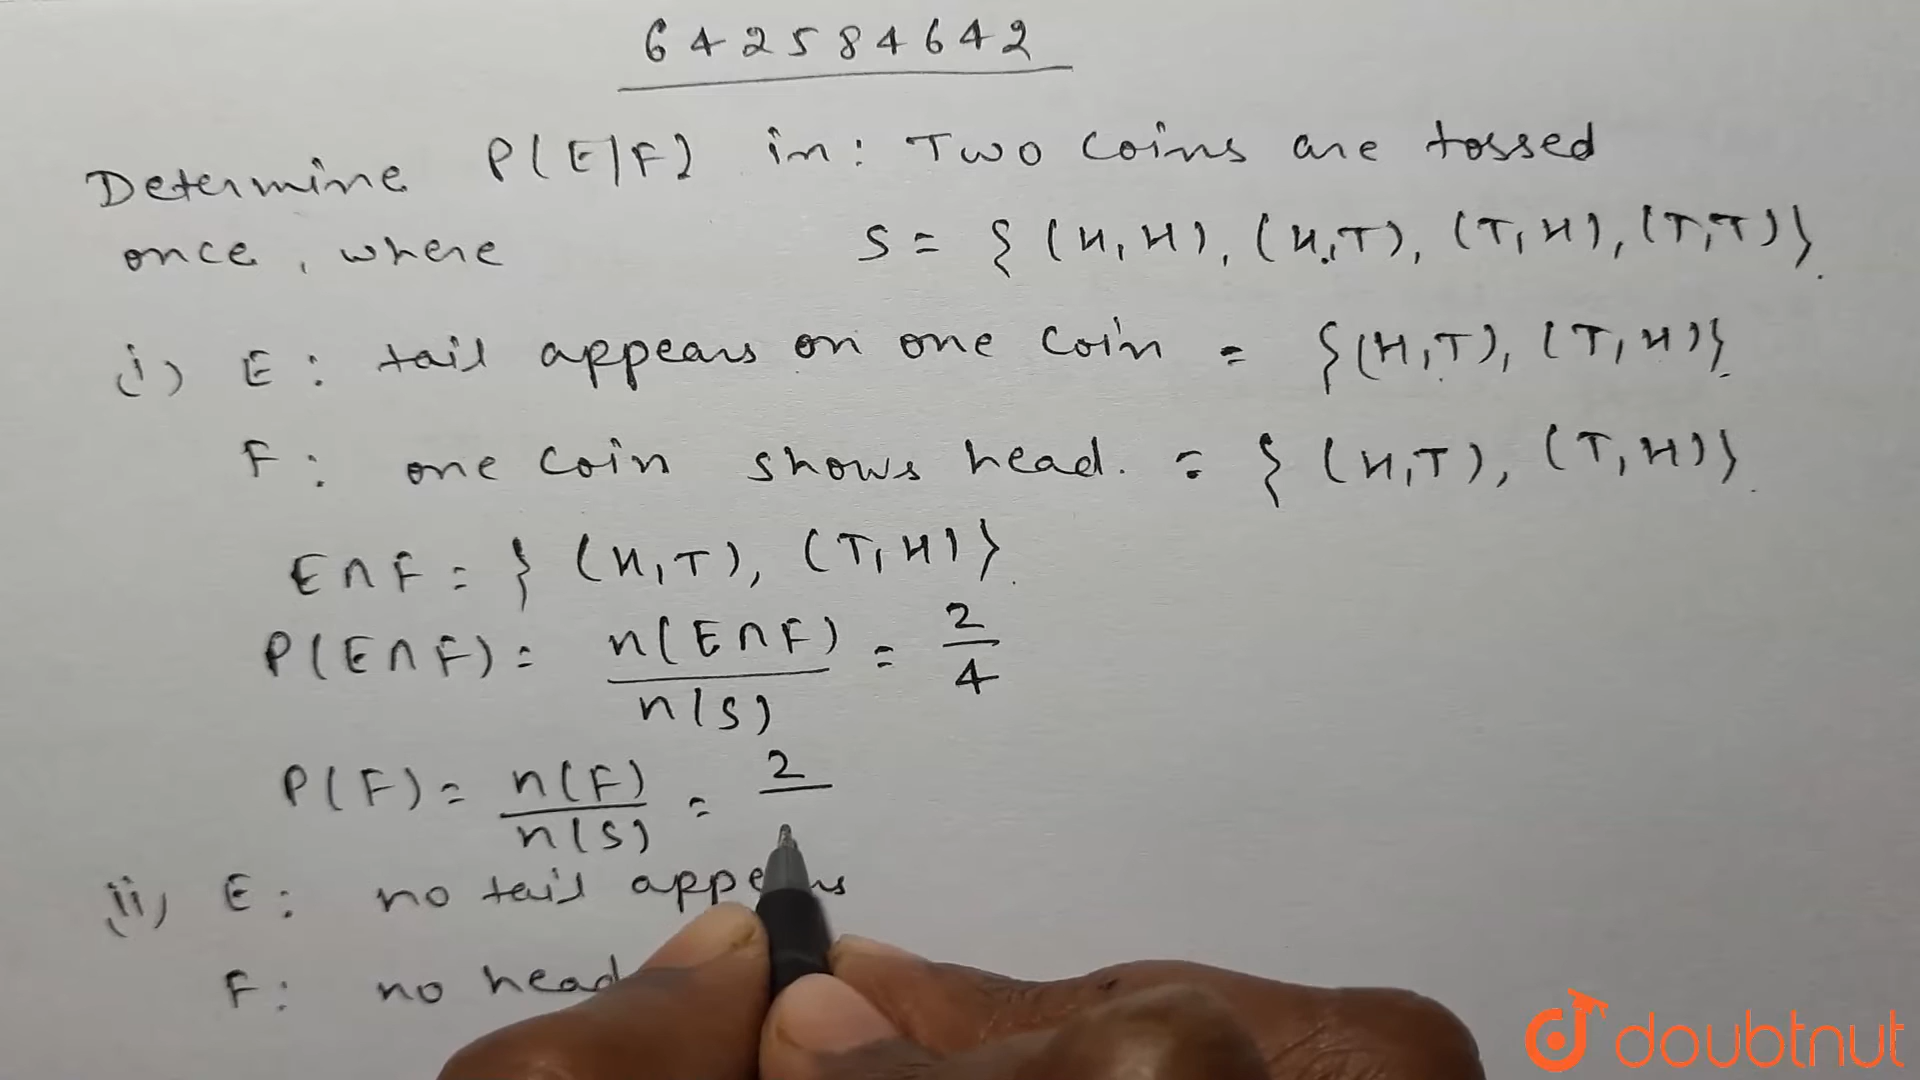 642584642
Determine P(E|F) in: Two coins are tossed
once, where S = { (H,H), (H,T), (T,H), (T,T)}.
(i) E: tail appears on one coin = {(H,T), (T,H)}.
F: one coin shows head. = { (H,T), (T,H)}.
E∩F = { (H,T), (T,H)}.
P(E∩F) = n(E∩F)/n(S) = 2/4
P(F) = n(F)/n(S) = 2/
(ii) E: no tail appears
F: no head
doubtnut